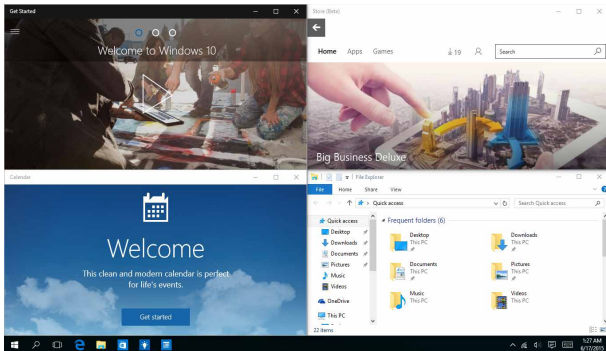 Get Started
Welcome to Windows 10
Store (Beta)
Home Apps Games
19
Search
Big Business Deluxe
Calendar
Welcome
This clean and modern calendar is perfect
for life's events.
Get started
File Explorer
File Home Share View
Quick access
Search Quick access
Quick access
Desktop
Downloads
Documents
Pictures
Music
Videos
OneDrive
This PC
22 items
Frequent folders (6)
Desktop
This PC
Downloads
This PC
Documents
This PC
Pictures
This PC
Music
This PC
Videos
This PC
1:27 AM
6/17/2015